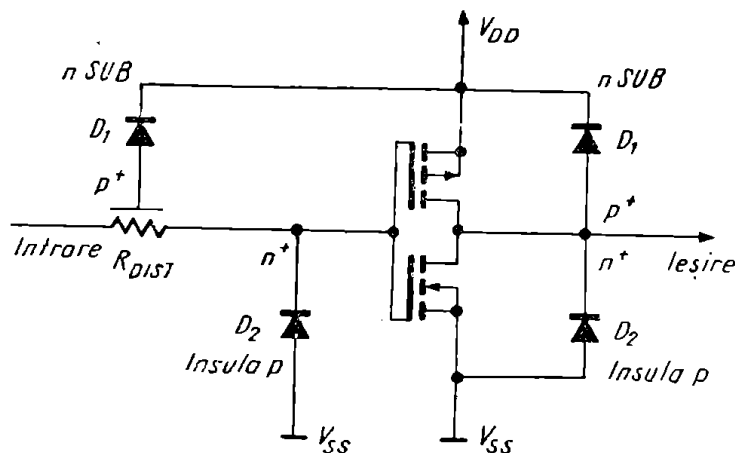 V_DD
n SUB
n SUB
D_1
D_1
p+
p+
Intrare
R_DIST
n+
n+
Iesire
D_2
Insula p
D_2
Insula p
V_SS
V_SS